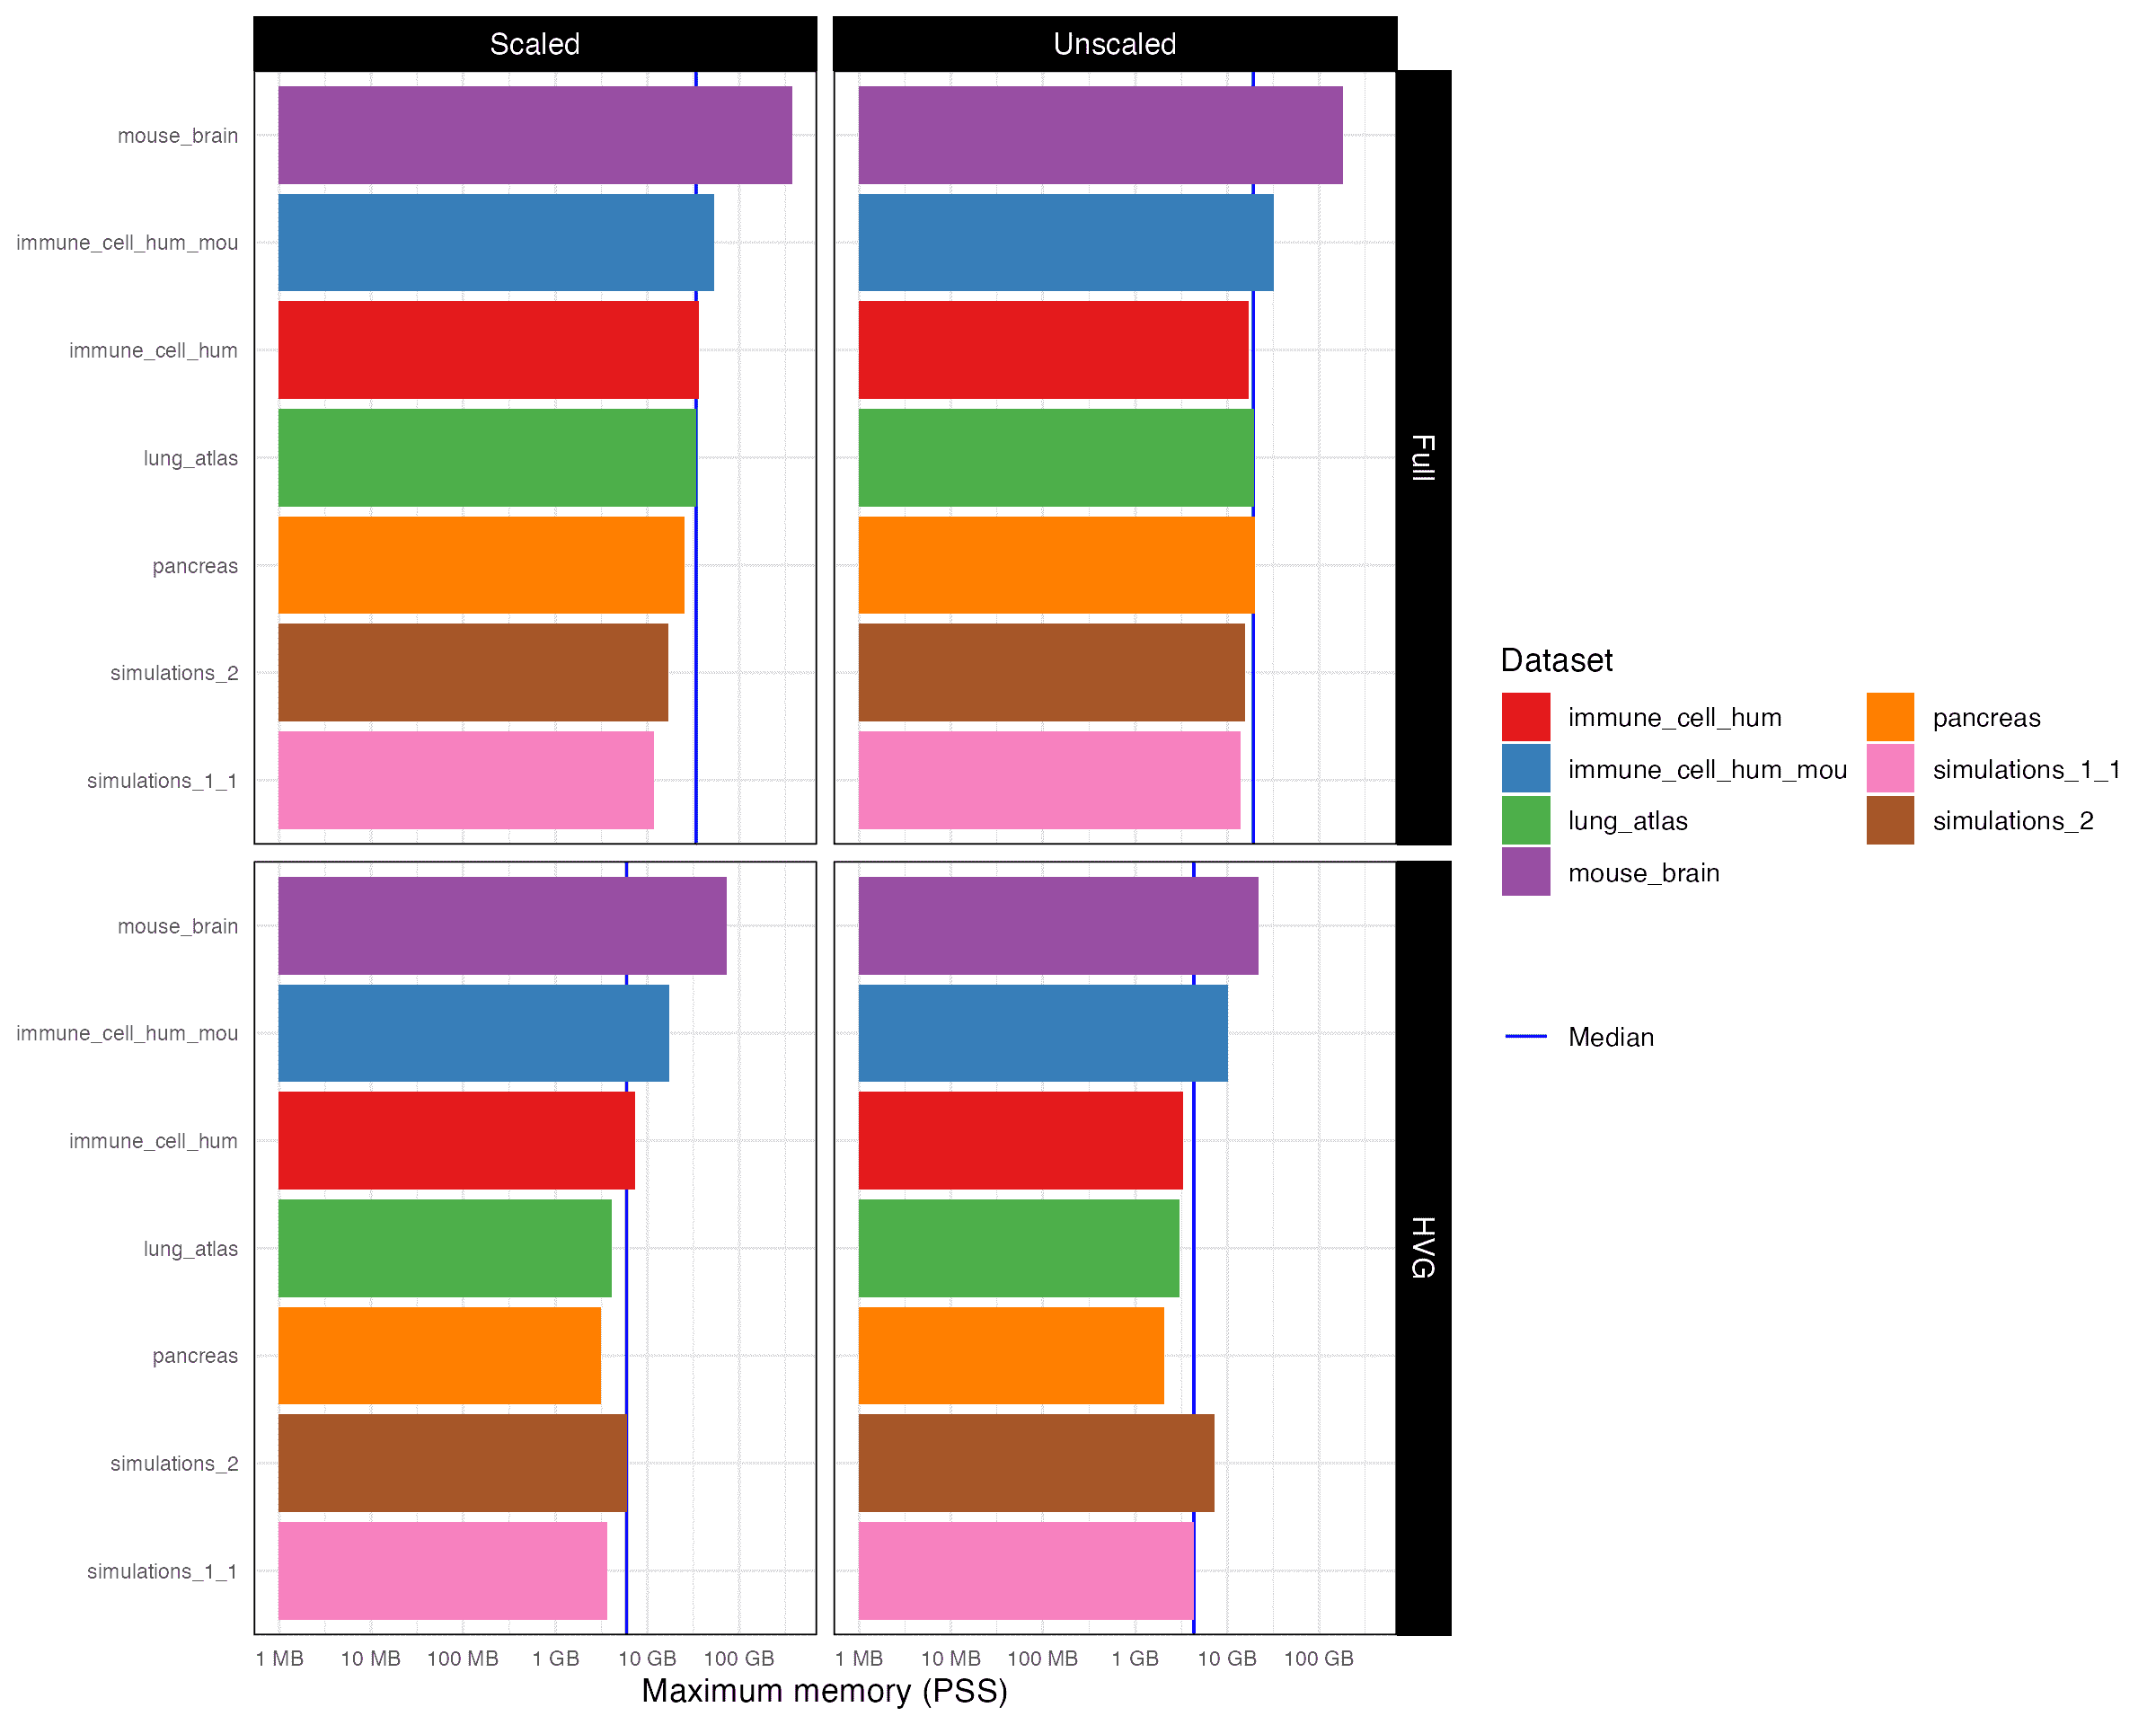 Scaled
Unscaled
mouse_brain
immune_cell_hum_mou
immune_cell_hum
lung_atlas
pancreas
simulations_2
simulations_1_1
Full
mouse_brain
immune_cell_hum_mou
immune_cell_hum
lung_atlas
pancreas
simulations_2
simulations_1_1
HVG
1 MB 10 MB 100 MB 1 GB 10 GB 100 GB
1 MB 10 MB 100 MB 1 GB 10 GB 100 GB
Maximum memory (PSS)
Dataset
immune_cell_hum
immune_cell_hum_mou
lung_atlas
mouse_brain
pancreas
simulations_1_1
simulations_2
Median